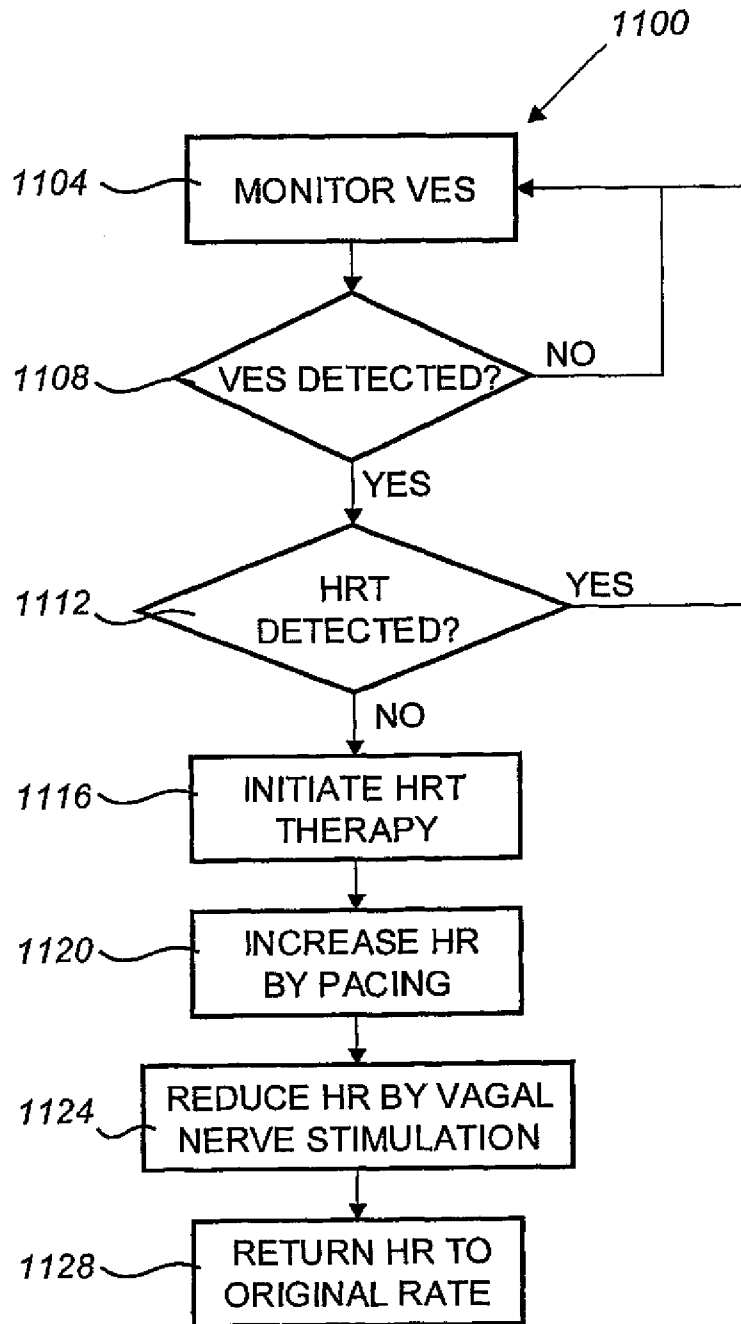 1100
1104
MONITOR VES
1108
VES DETECTED?
NO
YES
1112
HRT
DETECTED?
YES
NO
1116
INITIATE HRT
THERAPY
1120
INCREASE HR
BY PACING
1124
REDUCE HR BY VAGAL
NERVE STIMULATION
1128
RETURN HR TO
ORIGINAL RATE